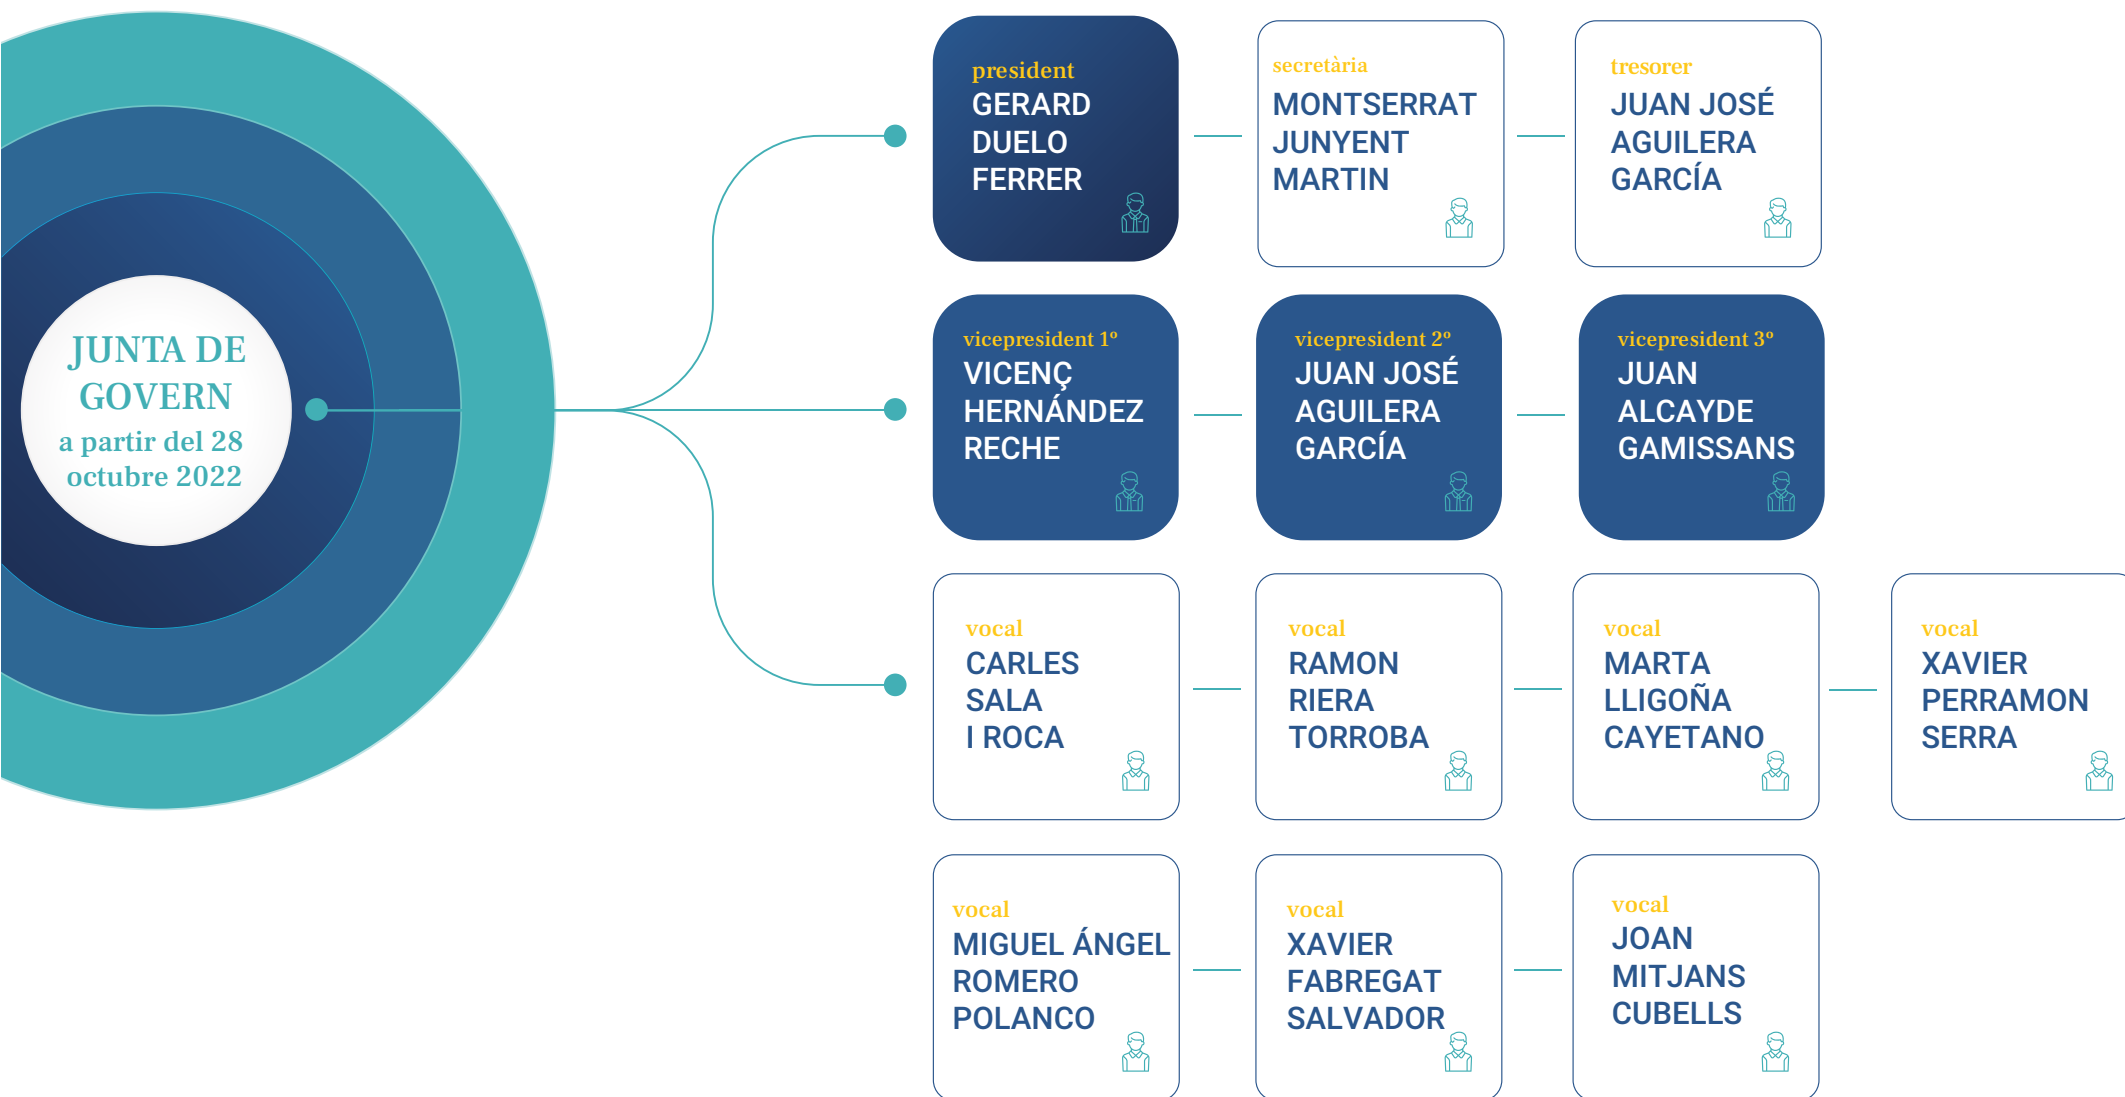 JUNTA DE
GOVERN
a partir del 28
octubre 2022
president
GERARD
DUELO
FERRER
secretària
MONTSERRAT
JUNYENT
MARTIN
tresorer
JUAN JOSÉ
AGUILERA
GARCÍA
vicepresident 1º
VICENÇ
HERNÁNDEZ
RECHE
vicepresident 2º
JUAN JOSÉ
AGUILERA
GARCÍA
vicepresident 3º
JUAN
ALCAYDE
GAMISSANS
vocal
CARLES
SALA
I ROCA
vocal
RAMON
RIERA
TORROBA
vocal
MARTA
LLIGOÑA
CAYETANO
vocal
XAVIER
PERRAMON
SERRA
vocal
MIGUEL ÁNGEL
ROMERO
POLANCO
vocal
XAVIER
FABREGAT
SALVADOR
vocal
JOAN
MITJANS
CUBELLS